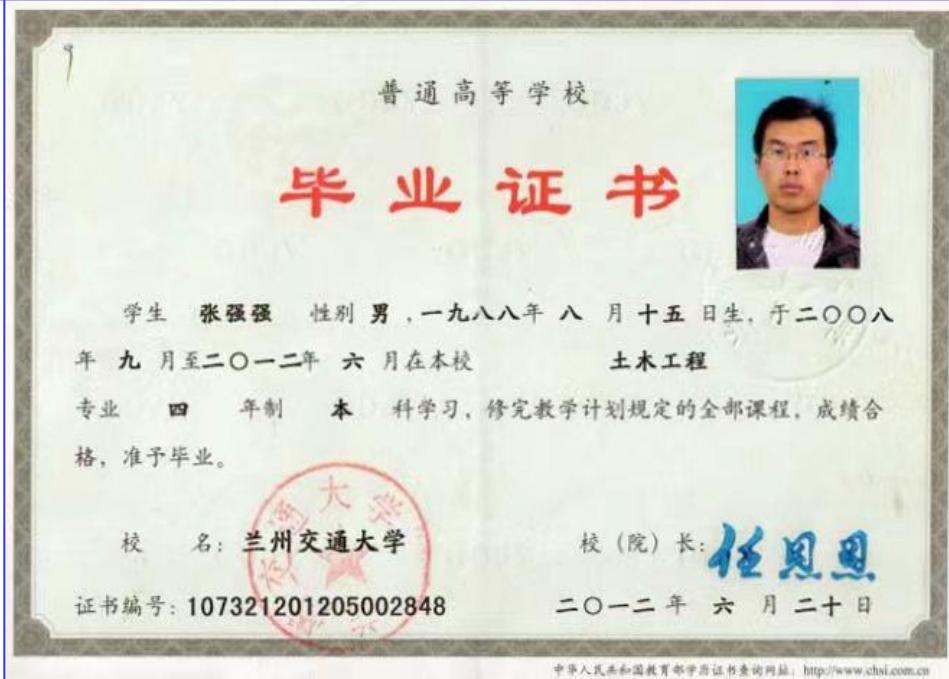 普通高等学校
毕业证书
学生 张强强 性别 男 ,一九八八年 八 月 十五 日生, 于二〇〇八
年 九 月至二〇一二年 六 月在本校 土木工程
专业 四 年制 本 科学习, 修完教学计划规定的全部课程, 成绩合
格, 准予毕业。
交通大学
校 名: 兰州交通大学
校 (院) 长: 任恩恩
证书编号: 107321201205002848
二〇一二 年 六 月 二十 日
中华人民共和国教育部学历证书查询网站: http://www.chsi.com.cn